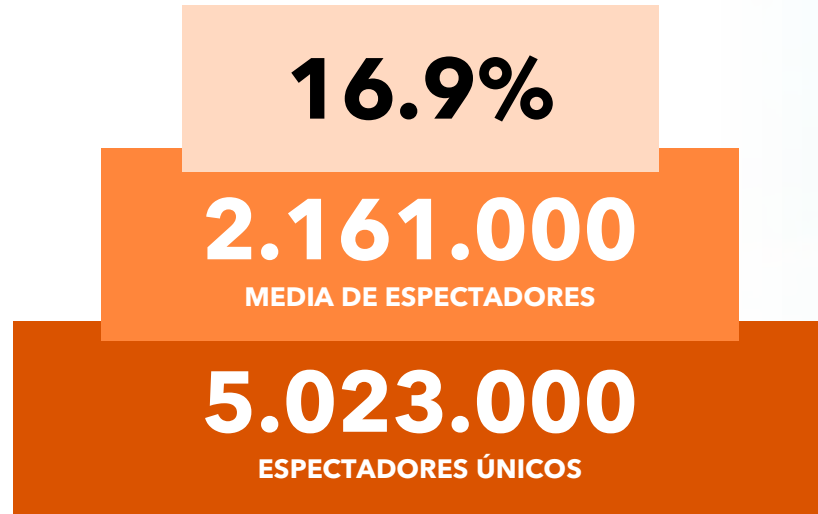 16.9%
2.161.000
MEDIA DE ESPECTADORES
5.023.000
ESPECTADORES ÚNICOS